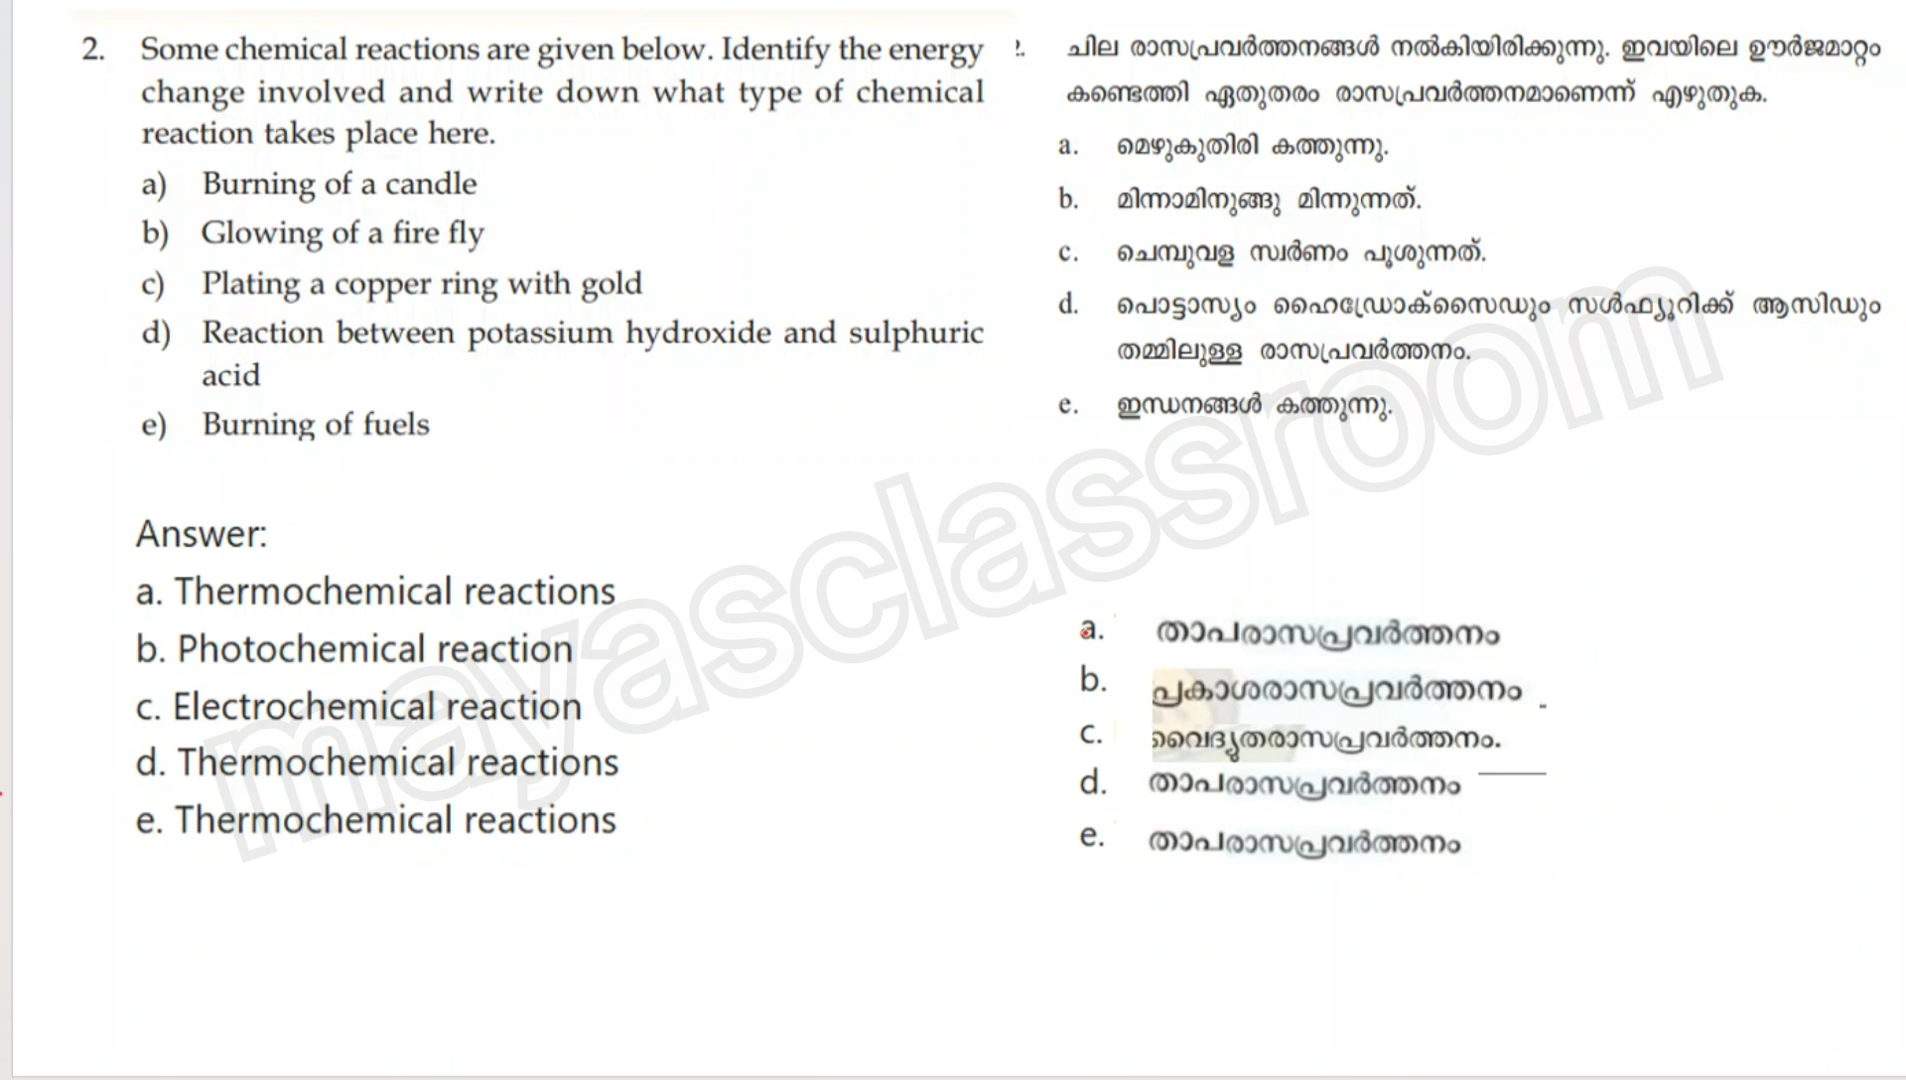 2. Some chemical reactions are given below. Identify the energy
change involved and write down what type of chemical
reaction takes place here.
a) Burning of a candle
b) Glowing of a fire fly
c) Plating a copper ring with gold
d) Reaction between potassium hydroxide and sulphuric
acid
e) Burning of fuels
Answer:
a. Thermochemical reactions
b. Photochemical reaction
c. Electrochemical reaction
d. Thermochemical reactions
e. Thermochemical reactions
ചില രാസപ്രവർത്തനങ്ങൾ നൽകിയിരിക്കുന്നു. ഇവയിലെ ഊർജമാറ്റം
കണ്ടെത്തി ഏതുതരം രാസപ്രവർത്തനമാണെന്ന് എഴുതുക.
a. മെഴുകുതിരി കത്തുന്നു.
b. മിന്നാമിനുങ്ങു മിന്നുന്നത്.
c. ചെമ്പുവള സ്വർണം പൂശുന്നത്.
d. പൊട്ടാസ്യം ഹൈഡ്രോക്സൈഡും സൾഫ്യൂറിക്ക് ആസിഡും
തമ്മിലുള്ള രാസപ്രവർത്തനം.
e. ഇന്ധനങ്ങൾ കത്തുന്നു.
a. താപരാസപ്രവർത്തനം
b. പ്രകാശരാസപ്രവർത്തനം
c. വൈദ്യുതരാസപ്രവർത്തനം.
d. താപരാസപ്രവർത്തനം
e. താപരാസപ്രവർത്തനം
mayasclassroom